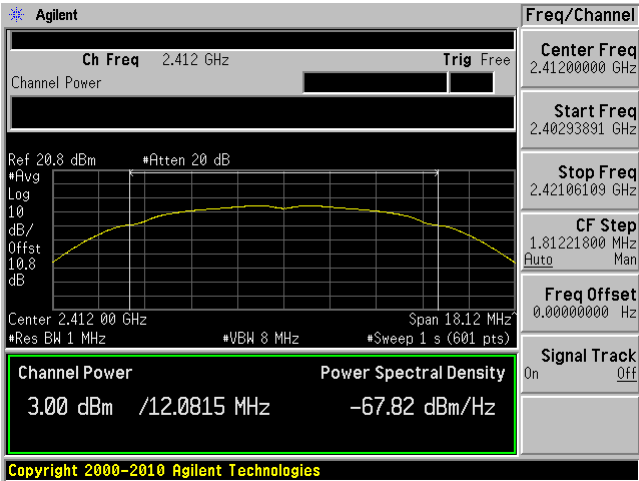 Agilent
Freq/Channel
Ch Freq 2.412 GHz Trig Free
Channel Power
Center Freq
2.41200000 GHz
Start Freq
2.40293891 GHz
Stop Freq
2.42106109 GHz
CF Step
1.81221800 MHz
Auto Man
Freq Offset
0.00000000 Hz
Signal Track
On Off
Ref 20.8 dBm #Atten 20 dB
#Avg
Log
10
dB/
Offst
10.8
dB
Center 2.412 00 GHz Span 18.12 MHz^
#Res BW 1 MHz #VBW 8 MHz #Sweep 1 s (601 pts)
Channel Power Power Spectral Density
3.00 dBm /12.0815 MHz -67.82 dBm/Hz
Copyright 2000-2010 Agilent Technologies